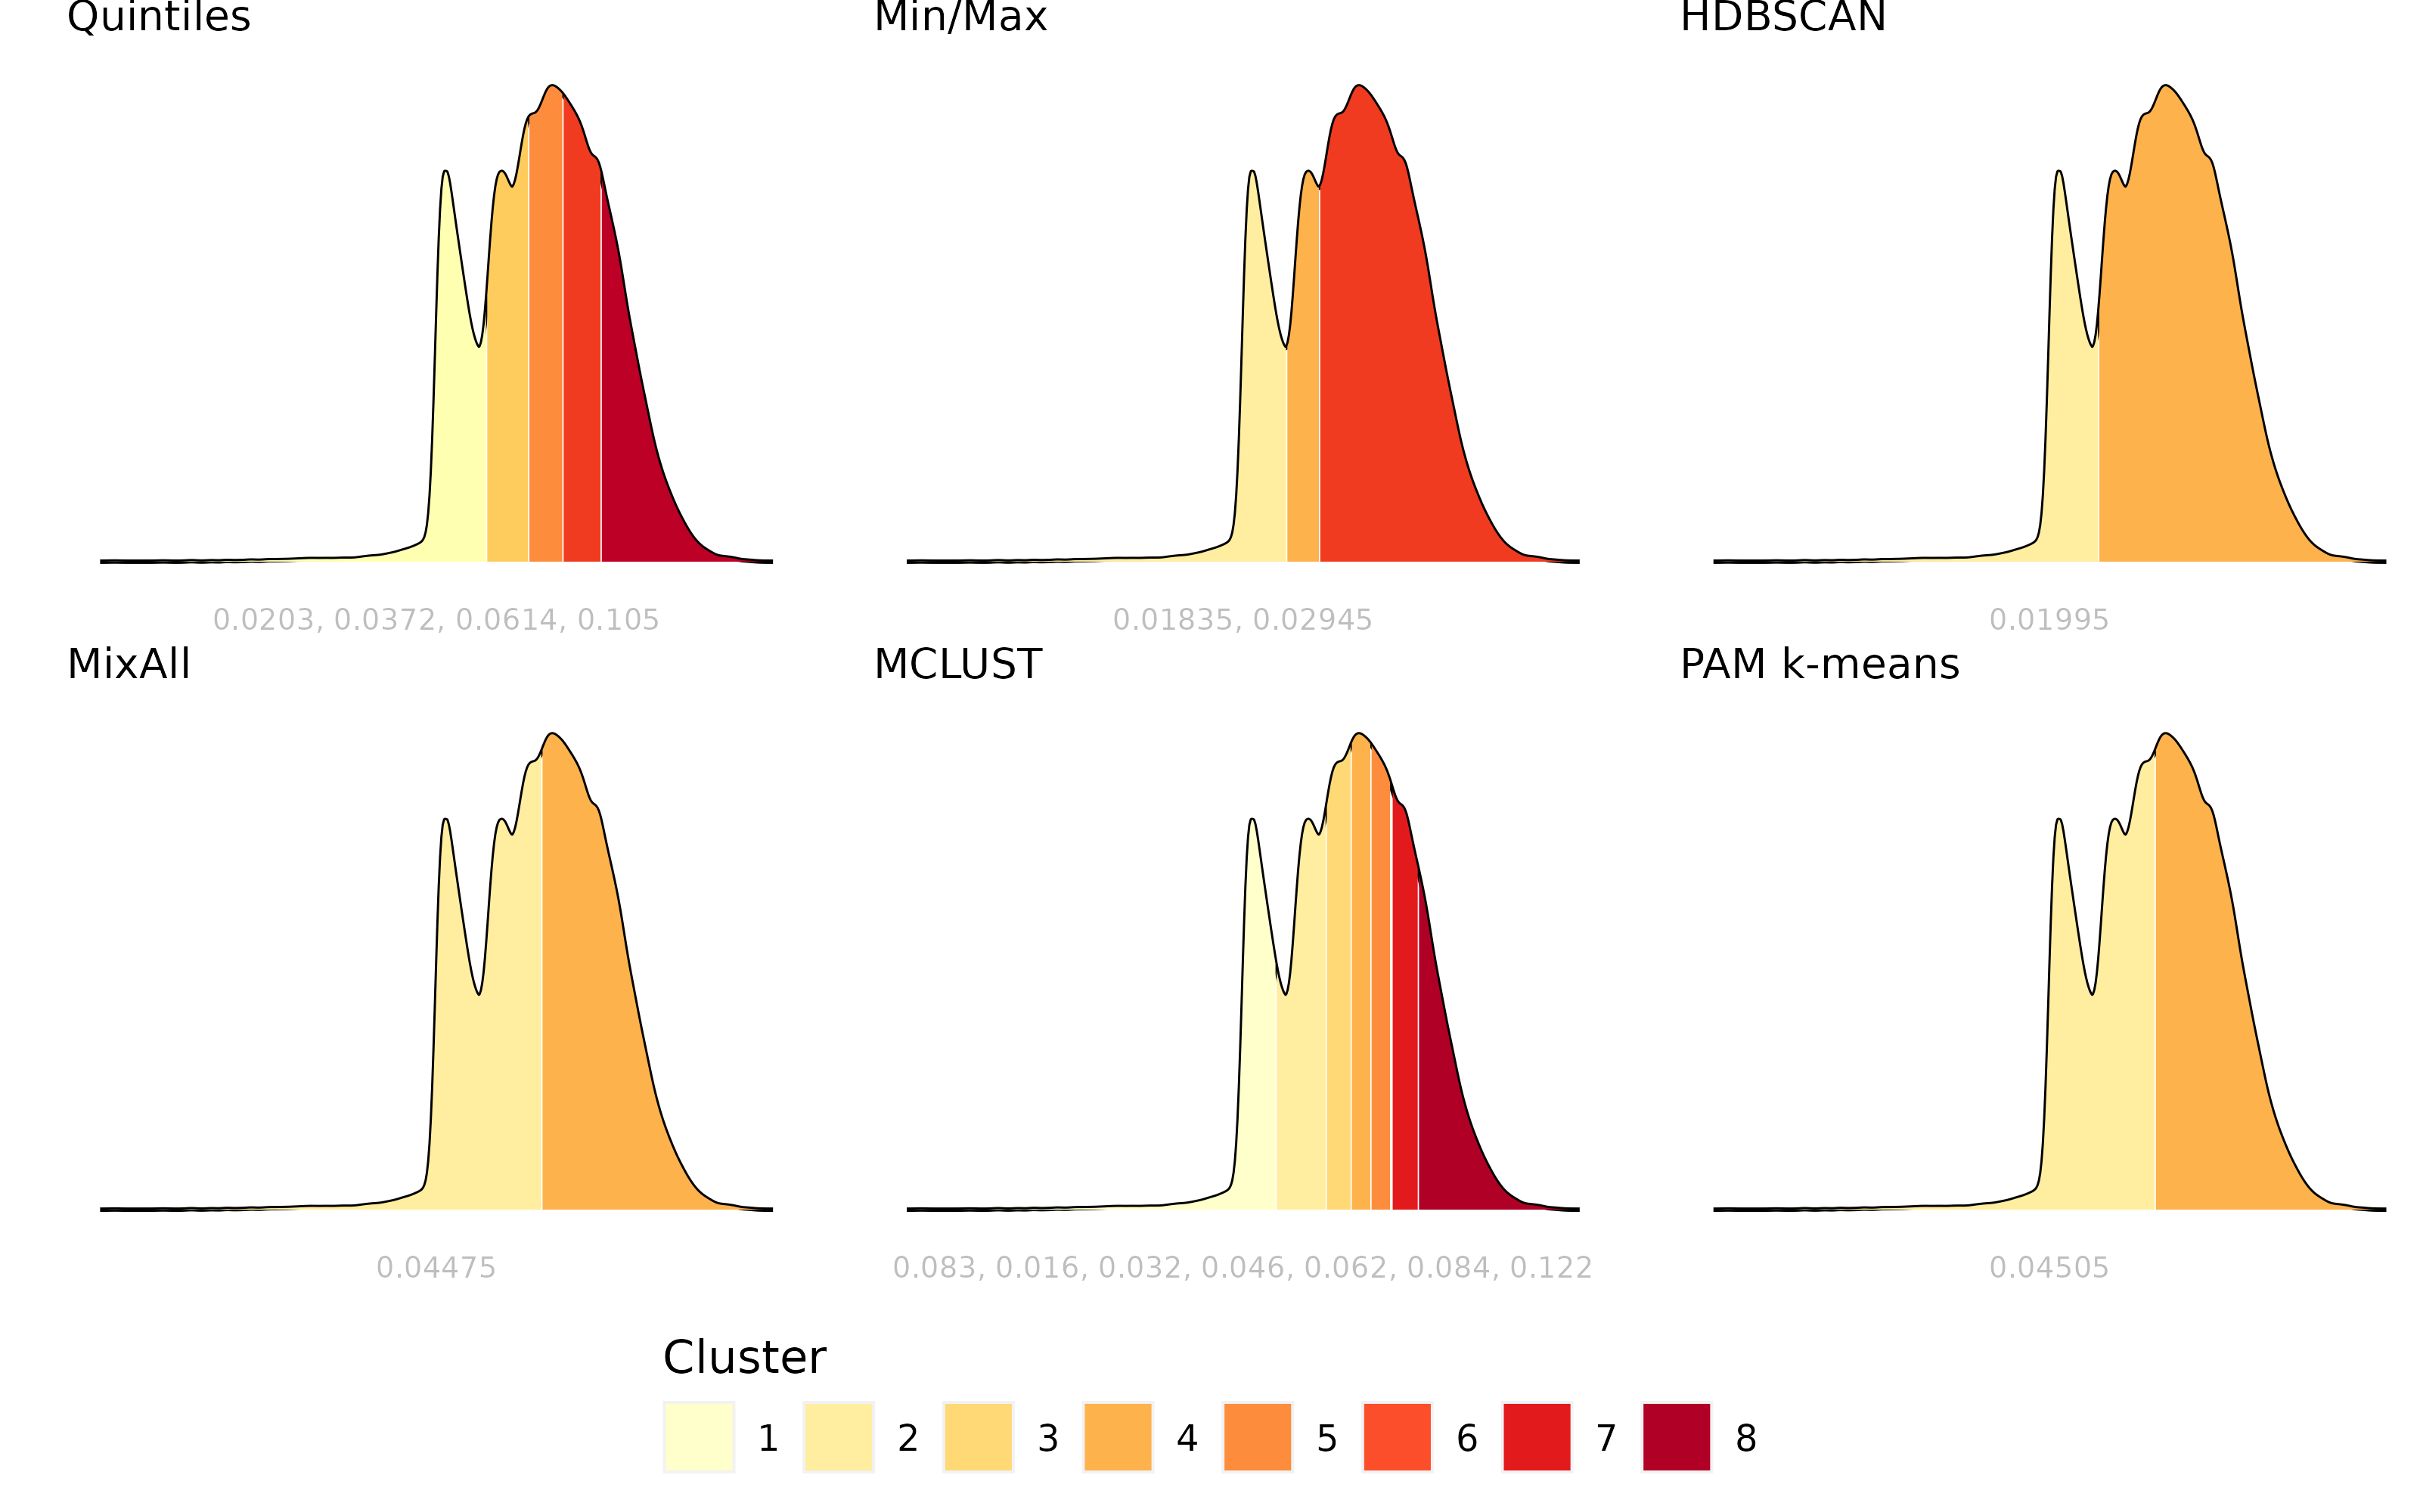 Quintiles
Min/Max
HDBSCAN
0.0203, 0.0372, 0.0614, 0.105
0.01835, 0.02945
0.01995
MixAll
MCLUST
PAM k-means
0.04475
0.083, 0.016, 0.032, 0.046, 0.062, 0.084, 0.122
0.04505
Cluster
1 2 3 4 5 6 7 8